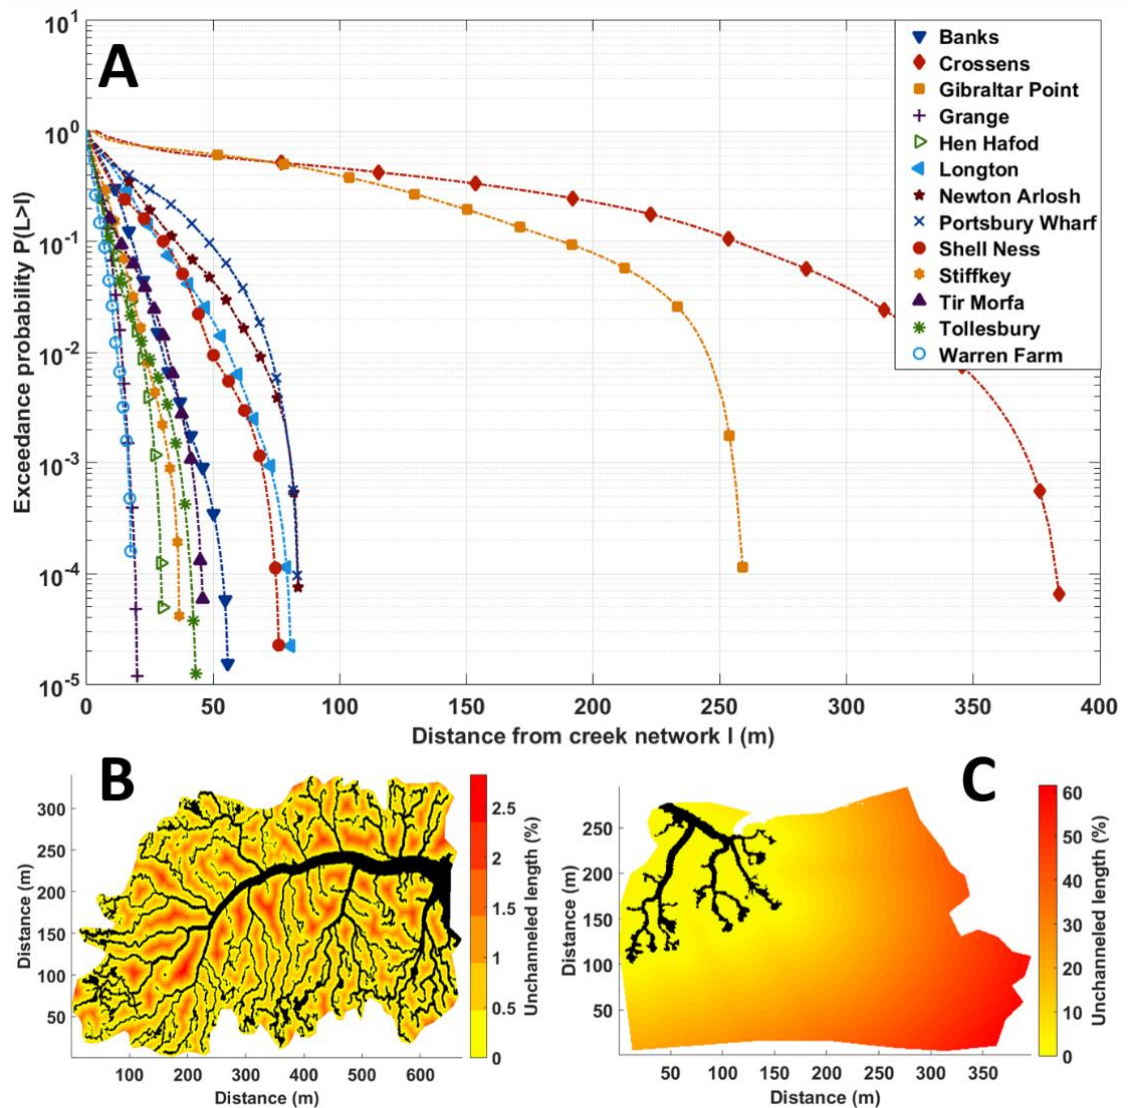 A
Exceedance probability P(L>l)
10^1
10^0
10^-1
10^-2
10^-3
10^-4
10^-5
0 50 100 150 200 250 300 350 400
Distance from creek network l (m)
Banks
Crossens
Gibraltar Point
Grange
Hen Hafod
Longton
Newton Arlosh
Portsbury Wharf
Shell Ness
Stiffkey
Tir Morfa
Tollesbury
Warren Farm
B
Distance (m)
300
250
200
150
100
50
100 200 300 400 500 600
Distance (m)
2.5
2
1.5
1
0.5
0
Unchanneled length (%)
C
Distance (m)
250
200
150
100
50
50 100 150 200 250 300 350
Distance (m)
60
50
40
30
20
10
0
Unchanneled length (%)